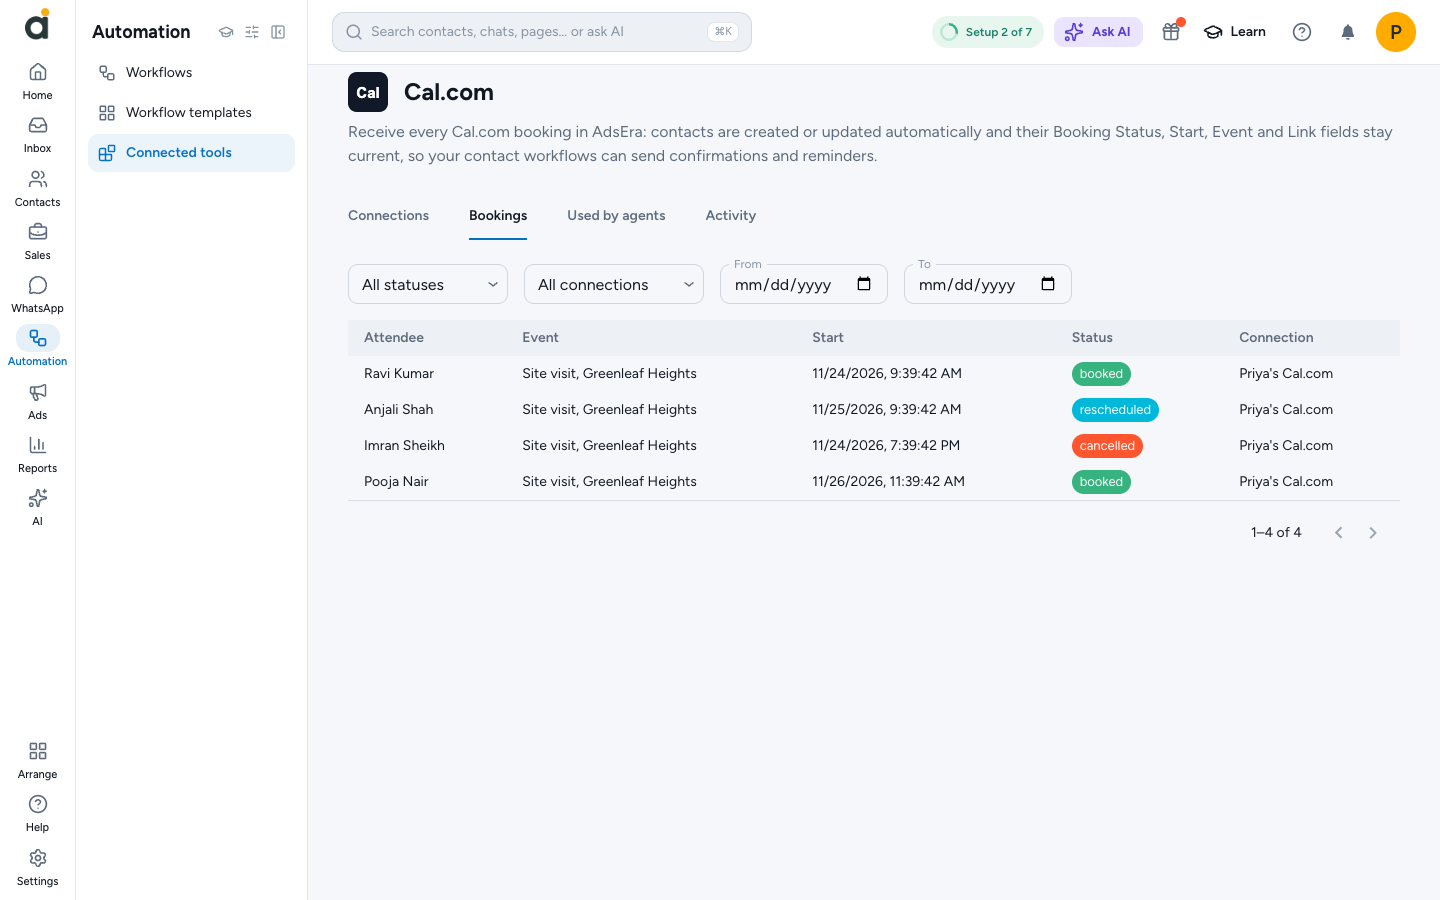 Automation
Search contacts, chats, pages... or ask AI
⌘K
Setup 2 of 7
Ask AI
Learn
P
Home
Inbox
Contacts
Sales
WhatsApp
Automation
Ads
Reports
AI
Arrange
Help
Settings
Workflows
Workflow templates
Connected tools
Cal
Cal.com
Receive every Cal.com booking in AdsEra: contacts are created or updated automatically and their Booking Status, Start, Event and Link fields stay
current, so your contact workflows can send confirmations and reminders.
Connections Bookings Used by agents Activity
From To
All statuses All connections mm/dd/yyyy mm/dd/yyyy
Attendee Event Start Status Connection
Ravi Kumar Site visit, Greenleaf Heights 11/24/2026, 9:39:42 AM booked Priya's Cal.com
Anjali Shah Site visit, Greenleaf Heights 11/25/2026, 9:39:42 AM rescheduled Priya's Cal.com
Imran Sheikh Site visit, Greenleaf Heights 11/24/2026, 7:39:42 PM cancelled Priya's Cal.com
Pooja Nair Site visit, Greenleaf Heights 11/26/2026, 11:39:42 AM booked Priya's Cal.com
1–4 of 4